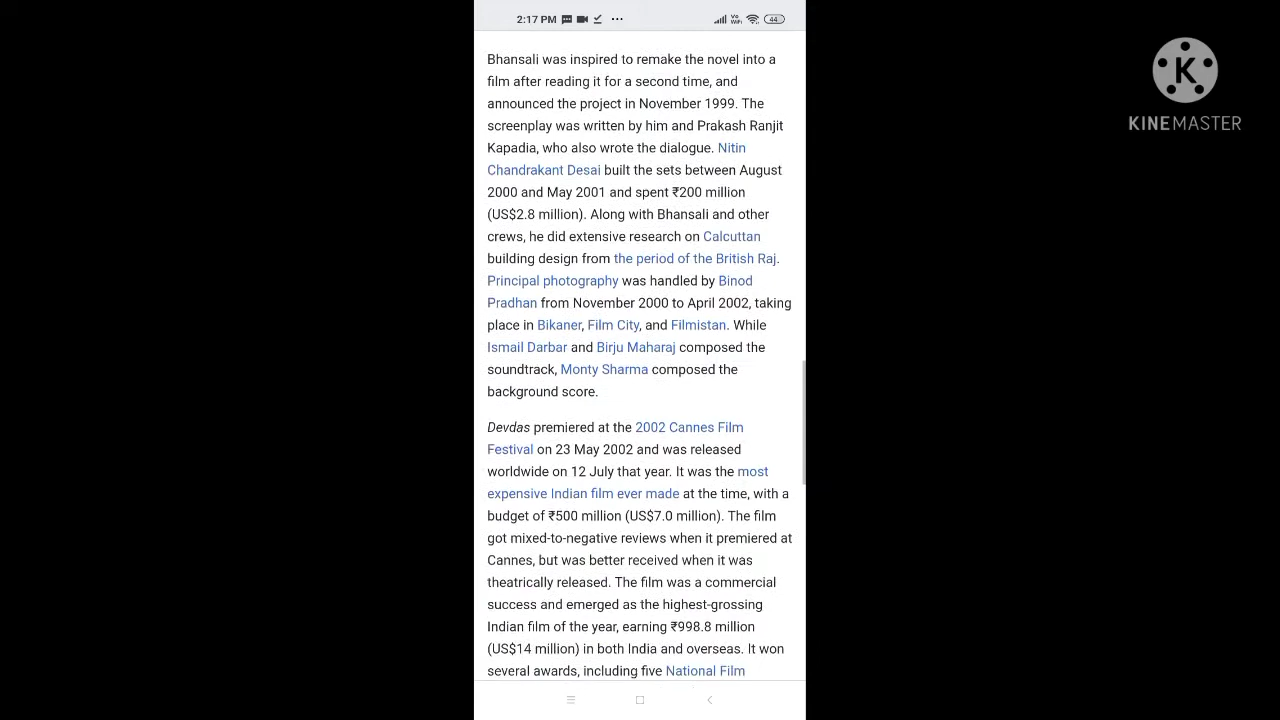 2:17 PM
Vo
WiFi
44
Bhansali was inspired to remake the novel into a
film after reading it for a second time, and
announced the project in November 1999. The
screenplay was written by him and Prakash Ranjit
Kapadia, who also wrote the dialogue. Nitin
Chandrakant Desai built the sets between August
2000 and May 2001 and spent ₹200 million
(US$2.8 million). Along with Bhansali and other
crews, he did extensive research on Calcuttan
building design from the period of the British Raj.
Principal photography was handled by Binod
Pradhan from November 2000 to April 2002, taking
place in Bikaner, Film City, and Filmistan. While
Ismail Darbar and Birju Maharaj composed the
soundtrack, Monty Sharma composed the
background score.
Devdas premiered at the 2002 Cannes Film
Festival on 23 May 2002 and was released
worldwide on 12 July that year. It was the most
expensive Indian film ever made at the time, with a
budget of ₹500 million (US$7.0 million). The film
got mixed-to-negative reviews when it premiered at
Cannes, but was better received when it was
theatrically released. The film was a commercial
success and emerged as the highest-grossing
Indian film of the year, earning ₹998.8 million
(US$14 million) in both India and overseas. It won
several awards, including five National Film
K
KINEMASTER